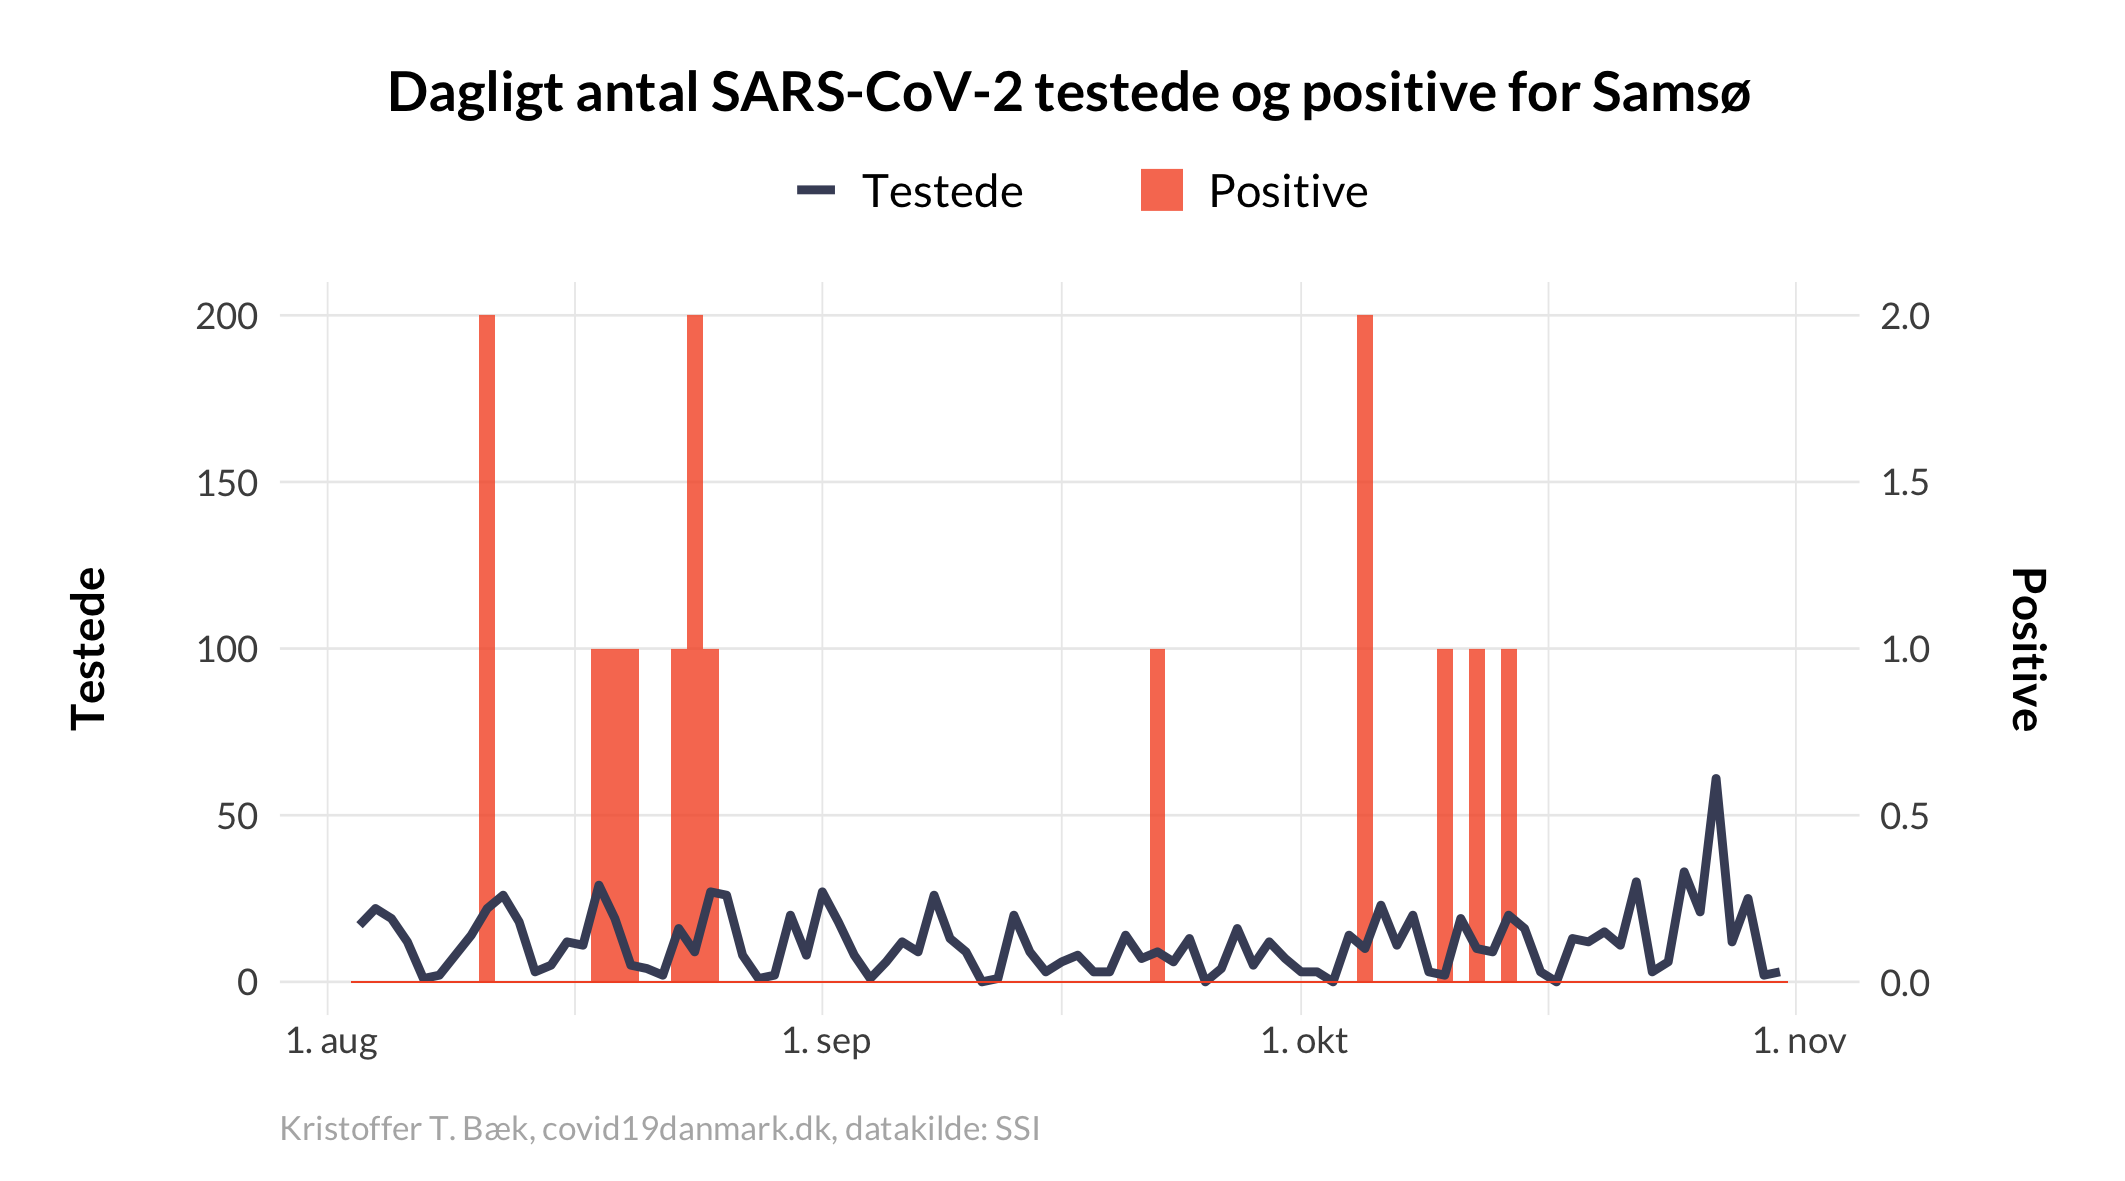 Dagligt antal SARS-CoV-2 testede og positive for Samsø
Testede
Positive
200
150
100
50
0
2.0
1.5
1.0
0.5
0.0
Testede
Positive
1. aug
1. sep
1. okt
1. nov
Kristoffer T. Bæk, covid19danmark.dk, datakilde: SSI